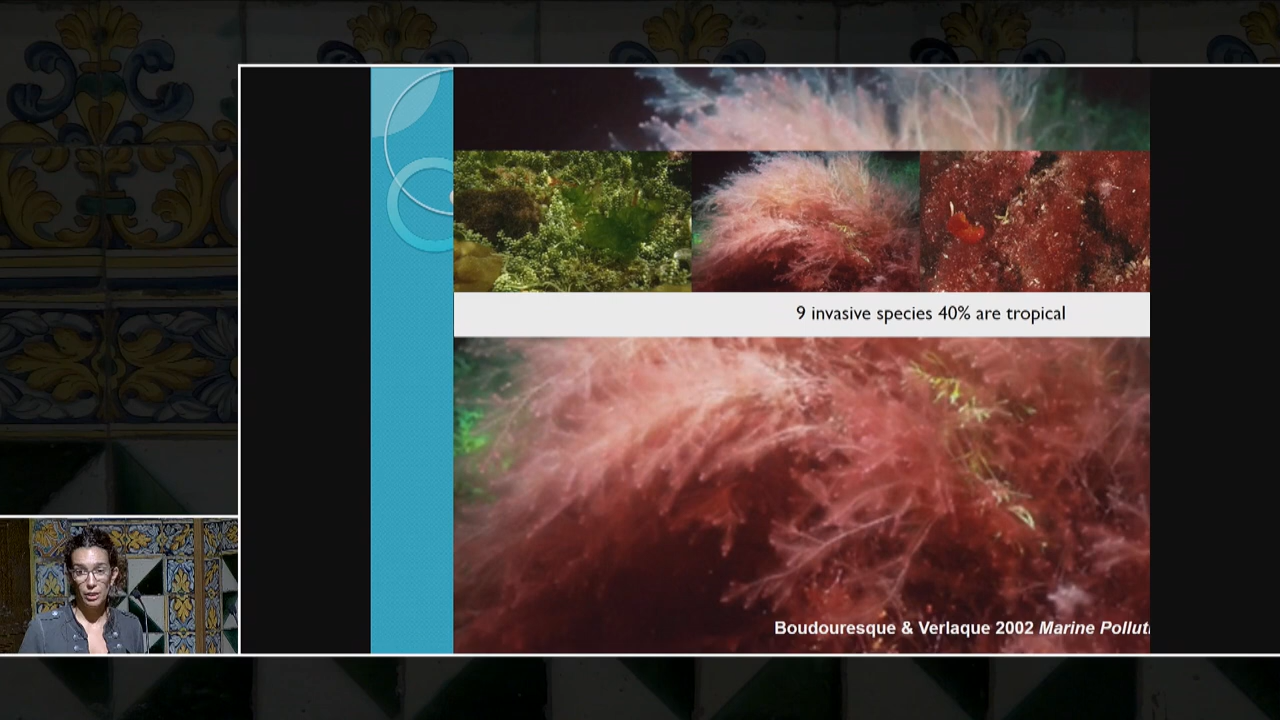 9 invasive species 40% are tropical
Boudouresque & Verlaque 2002 Marine Pollut